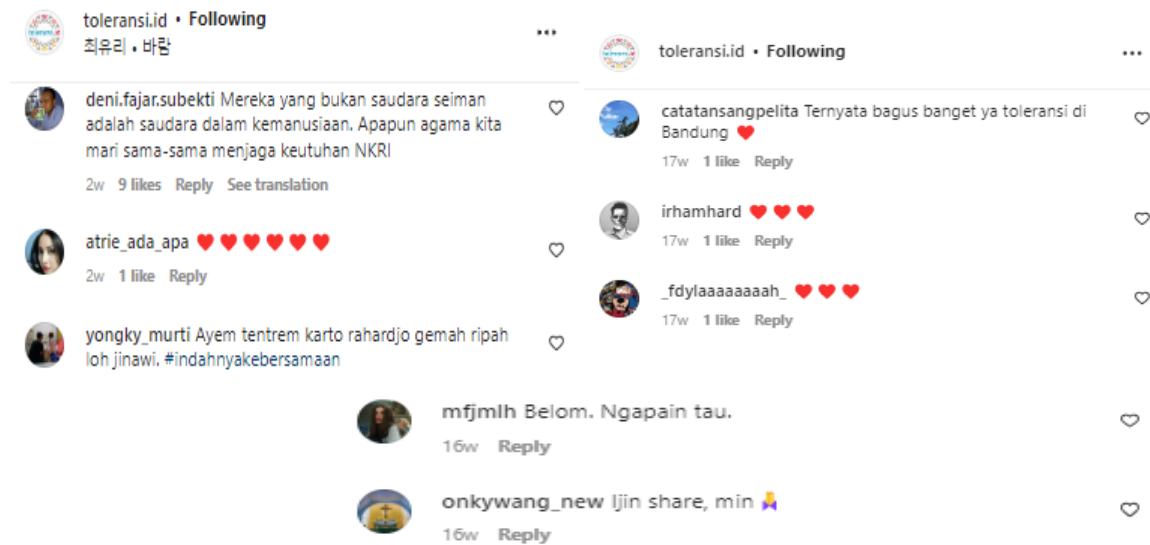 toleransi.id • Following
최유리 • 바람
deni.fajar.subekti Mereka yang bukan saudara seiman
adalah saudara dalam kemanusiaan. Apapun agama kita
mari sama-sama menjaga keutuhan NKRI
2w 9 likes Reply See translation
atrie_ada_apa ❤️❤️❤️❤️❤️❤️
2w 1 like Reply
yongky_murti Ayem tentrem karto rahardjo gemah ripah
loh jinawi. #indahnyakebersamaan
toleransi.id • Following
catatansangpelita Ternyata bagus banget ya toleransi di
Bandung ❤️
17w 1 like Reply
irhamhard ❤️❤️❤️
17w 1 like Reply
_fdylaaaaaaaah_ ❤️❤️❤️
17w 1 like Reply
mfjmlh Belom. Ngapain tau.
16w Reply
onkywang_new Ijin share, min
16w Reply